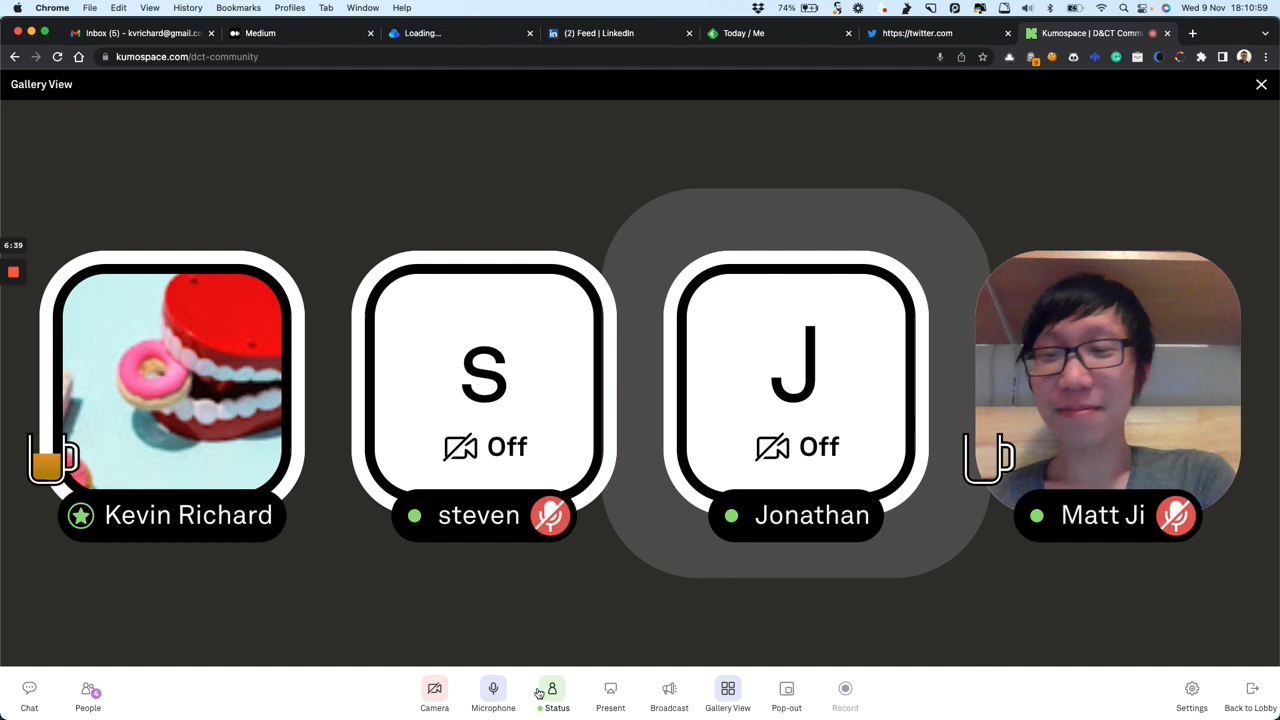 Chrome File Edit View History Bookmarks Profiles Tab Window Help 74% Wed 9 Nov 18:10:59
Inbox (5) - kvrichard@gmail.co Medium Loading... (2) Feed | LinkedIn Today / Me https://twitter.com Kumospace | D&CT Comm
kumospace.com/dct-community
Gallery View
6:39
s
J
Off
Off
Kevin Richard
steven
Jonathan
Matt Ji
4
Chat People Camera Microphone Status Present Broadcast Gallery View Pop-out Record Settings Back to Lobby